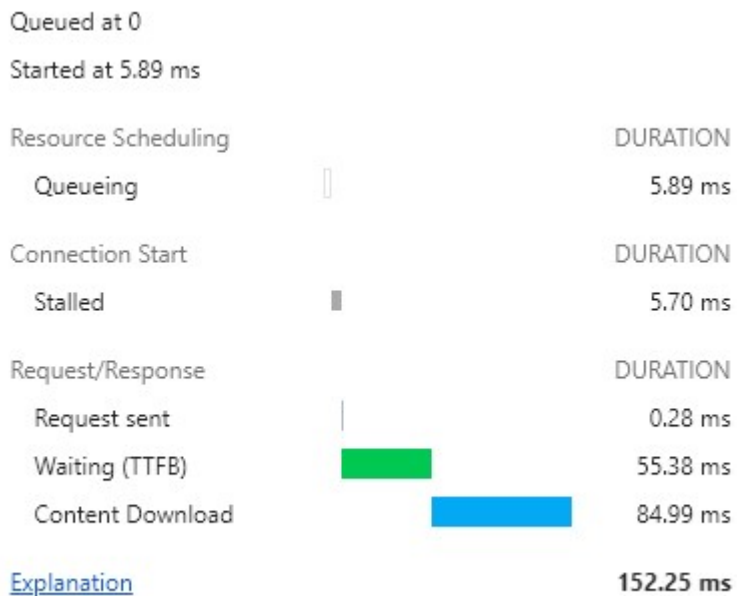 Queued at 0
Started at 5.89 ms
Resource Scheduling DURATION
Queueing 5.89 ms
Connection Start DURATION
Stalled 5.70 ms
Request/Response DURATION
Request sent 0.28 ms
Waiting (TTFB) 55.38 ms
Content Download 84.99 ms
Explanation 152.25 ms